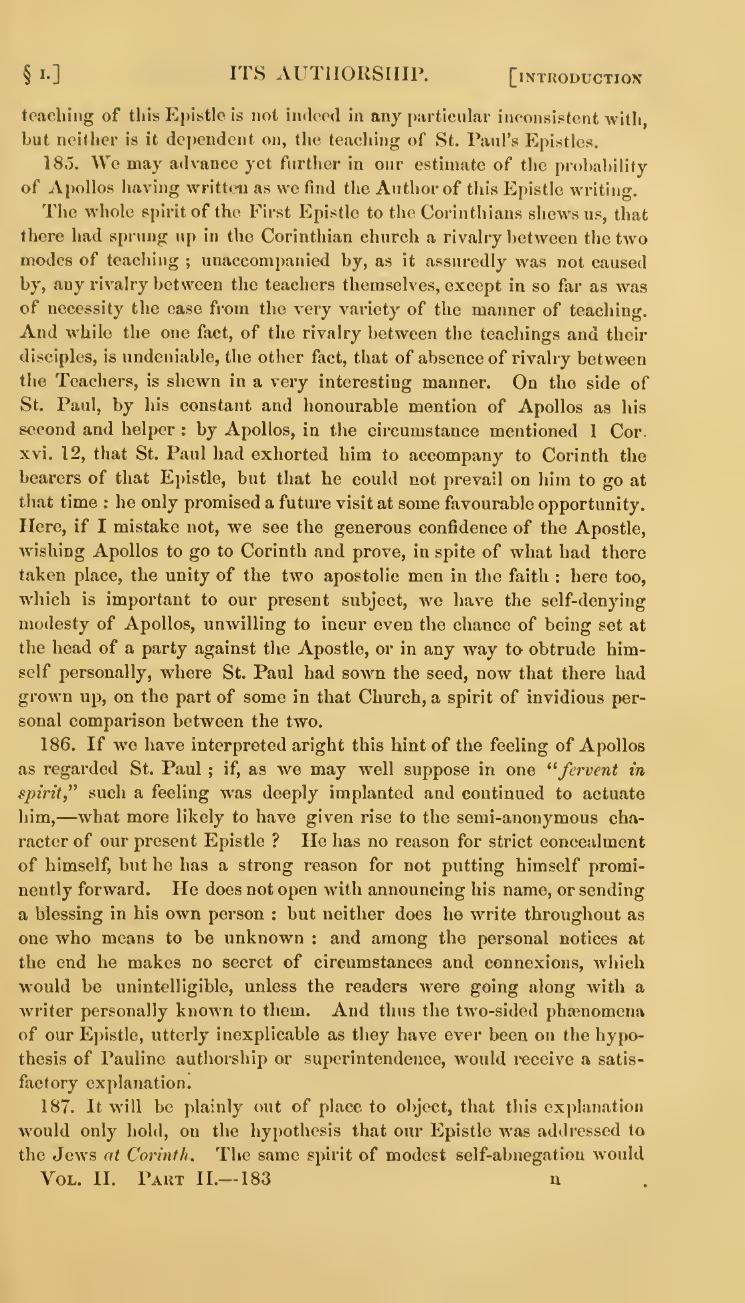 § I.] ITS AUTHORSHIP. [INTRODUCTION
teaching of this Epistle is not indeed in any particular inconsistent with,
but neither is it dependent on, the teaching of St. Paul's Epistles.
185. We may advance yet further in our estimate of the probability
of Apollos having written as we find the Author of this Epistle writing.
The whole spirit of the First Epistle to the Corinthians shews us, that
there had sprung up in the Corinthian church a rivalry between the two
modes of teaching ; unaccompanied by, as it assuredly was not caused
by, any rivalry between the teachers themselves, except in so far as was
of necessity the case from the very variety of the manner of teaching.
And while the one fact, of the rivalry between the teachings and their
disciples, is undeniable, the other fact, that of absence of rivalry between
the Teachers, is shewn in a very interesting manner. On the side of
St. Paul, by his constant and honourable mention of Apollos as his
second and helper : by Apollos, in the circumstance mentioned 1 Cor.
xvi. 12, that St. Paul had exhorted him to accompany to Corinth the
bearers of that Epistle, but that he could not prevail on him to go at
that time : he only promised a future visit at some favourable opportunity.
Here, if I mistake not, we see the generous confidence of the Apostle,
wishing Apollos to go to Corinth and prove, in spite of what had there
taken place, the unity of the two apostolic men in the faith : here too,
which is important to our present subject, we have the self-denying
modesty of Apollos, unwilling to incur even the chance of being set at
the head of a party against the Apostle, or in any way to obtrude him-
self personally, where St. Paul had sown the seed, now that there had
grown up, on the part of some in that Church, a spirit of invidious per-
sonal comparison between the two.
186. If we have interpreted aright this hint of the feeling of Apollos
as regarded St. Paul ; if, as we may well suppose in one “fervent in
spirit,” such a feeling was deeply implanted and continued to actuate
him,—what more likely to have given rise to the semi-anonymous cha-
racter of our present Epistle ? He has no reason for strict concealment
of himself, but he has a strong reason for not putting himself promi-
nently forward. He does not open with announcing his name, or sending
a blessing in his own person : but neither does he write throughout as
one who means to be unknown : and among the personal notices at
the end he makes no secret of circumstances and connexions, which
would be unintelligible, unless the readers were going along with a
writer personally known to them. And thus the two-sided phænomena
of our Epistle, utterly inexplicable as they have ever been on the hypo-
thesis of Pauline authorship or superintendence, would receive a satis-
factory explanation.
187. It will be plainly out of place to object, that this explanation
would only hold, on the hypothesis that our Epistle was addressed to
the Jews at Corinth. The same spirit of modest self-abnegation would
VOL. II. PART II.—183 n